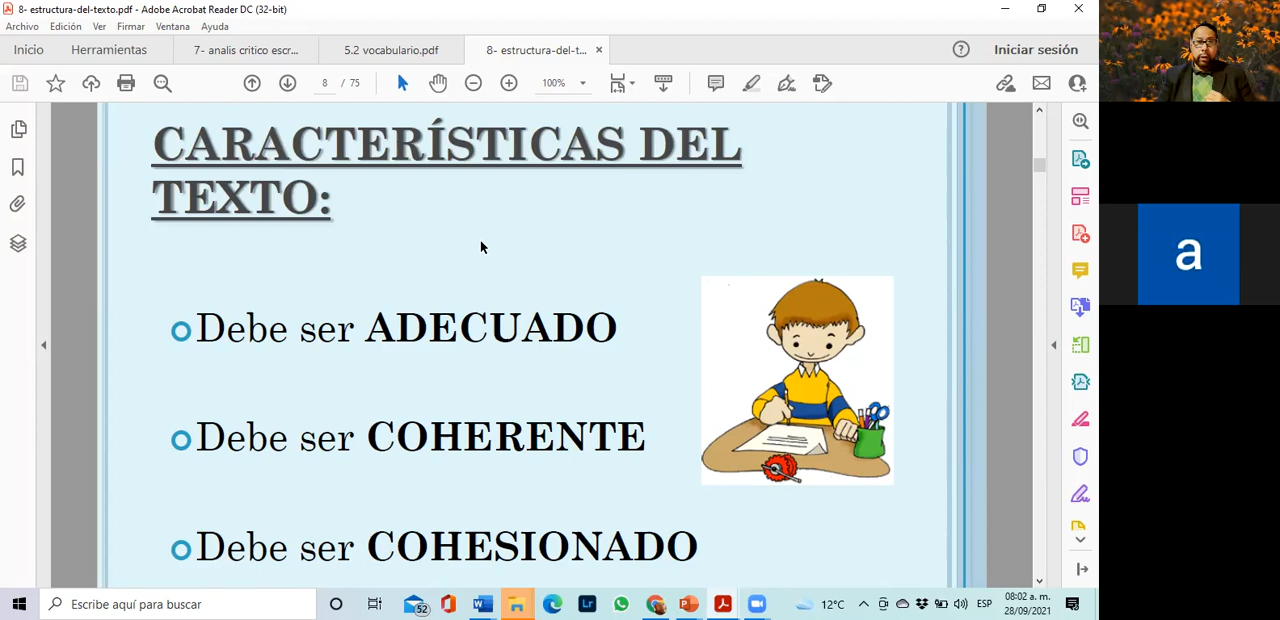 8- estructura-del-texto.pdf - Adobe Acrobat Reader DC (32-bit)
Archivo Edición Ver Firmar Ventana Ayuda
Inicio Herramientas 7- analis critico escr... 5.2 vocabulario.pdf 8- estructura-del-t... Iniciar sesión
8 / 75 100%
CARACTERÍSTICAS DEL
TEXTO:
Debe ser ADECUADO
Debe ser COHERENTE
Debe ser COHESIONADO
a
Escribe aquí para buscar 52 12°C ESP 08:02 a. m.
28/09/2021